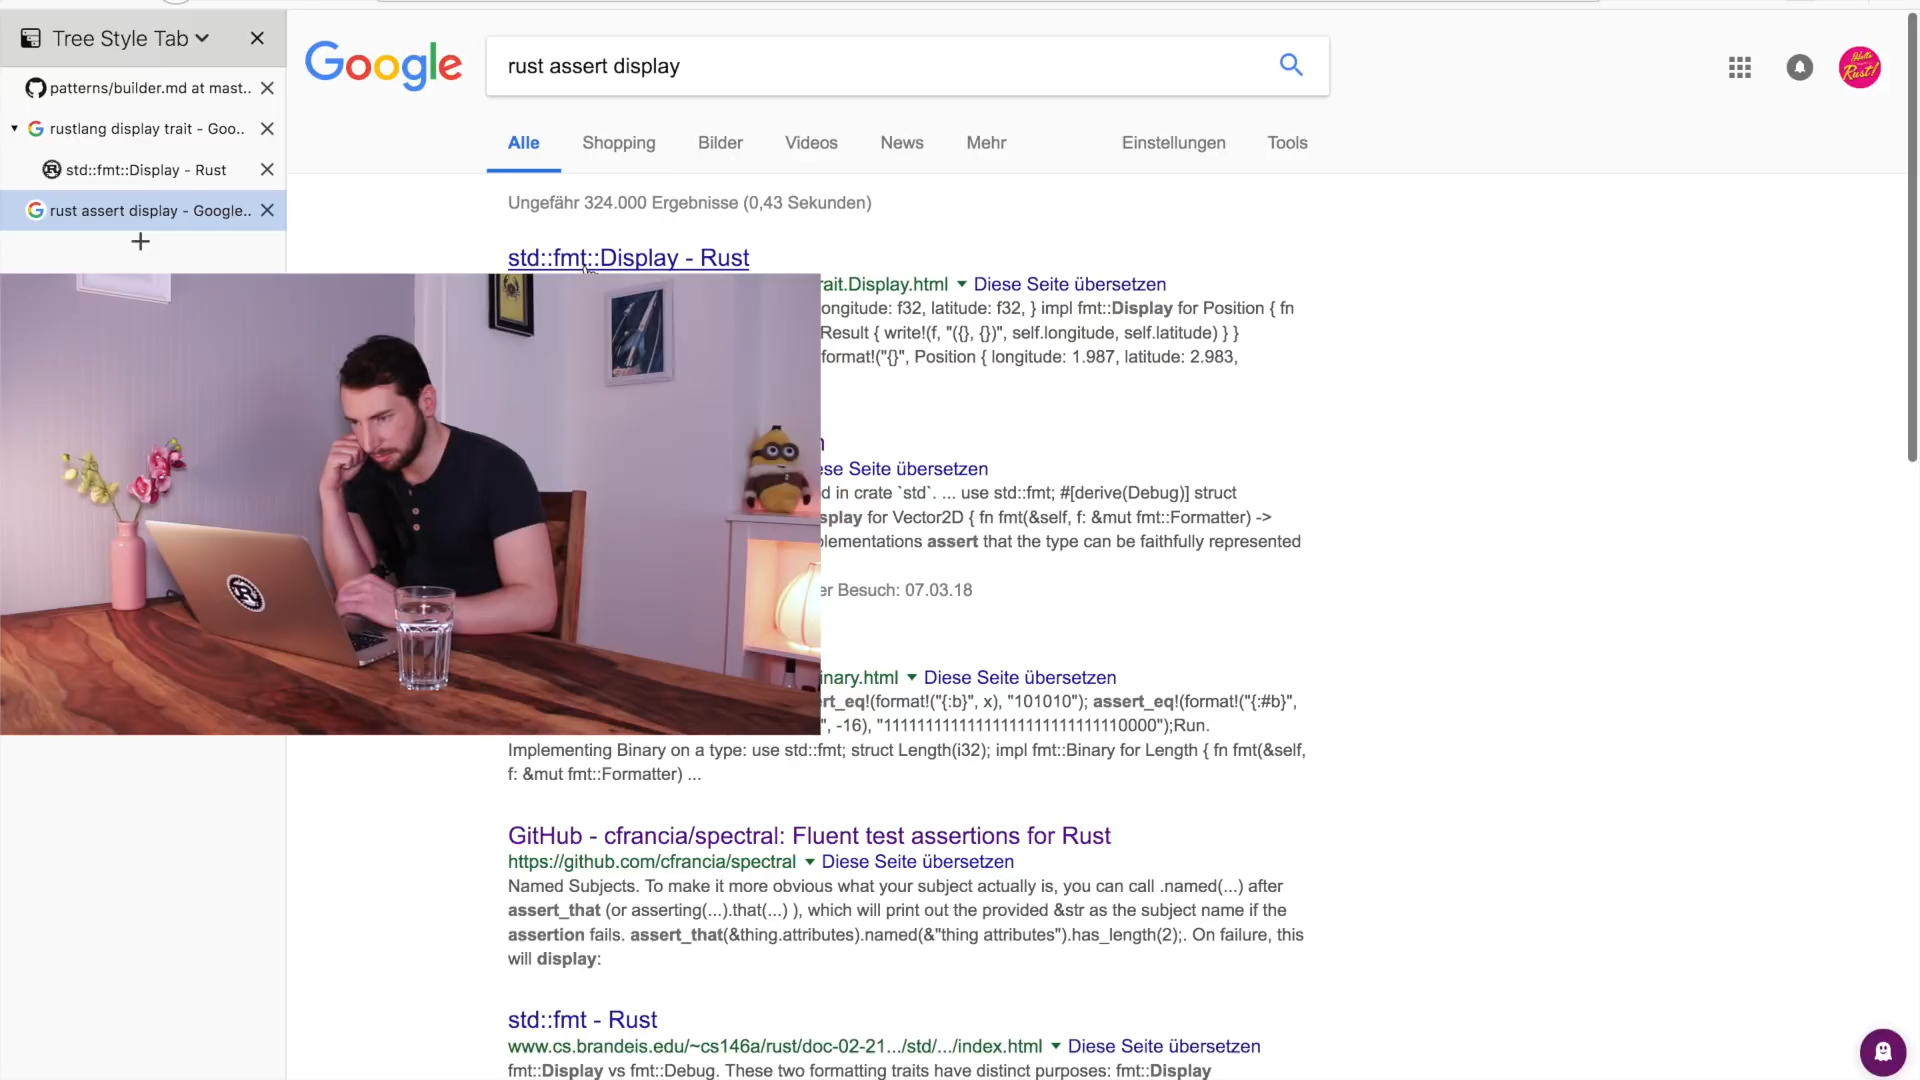 Tree Style Tab
patterns/builder.md at mast..
rustlang display trait - Goo..
std::fmt::Display - Rust
rust assert display - Google..
Google
rust assert display
Hello Rust!
Alle Shopping Bilder Videos News Mehr Einstellungen Tools
Ungefähr 324.000 Ergebnisse (0,43 Sekunden)
std::fmt::Display - Rust
rait.Display.html ▼ Diese Seite übersetzen
ongitude: f32, latitude: f32, } impl fmt::Display for Position { fn
Result { write!(f, "({}, {})", self.longitude, self.latitude) } }
format!("{}", Position { longitude: 1.987, latitude: 2.983,
ese Seite übersetzen
d in crate `std`. ... use std::fmt; #[derive(Debug)] struct
splay for Vector2D { fn fmt(&self, f: &mut fmt::Formatter) ->
plementations assert that the type can be faithfully represented
er Besuch: 07.03.18
inary.html ▼ Diese Seite übersetzen
rt_eq!(format!("{:b}", x), "101010"); assert_eq!(format!("{:#b}",
", -16), "11111111111111111111111111110000");Run.
Implementing Binary on a type: use std::fmt; struct Length(i32); impl fmt::Binary for Length { fn fmt(&self,
f: &mut fmt::Formatter) ...
GitHub - cfrancia/spectral: Fluent test assertions for Rust
https://github.com/cfrancia/spectral ▼ Diese Seite übersetzen
Named Subjects. To make it more obvious what your subject actually is, you can call .named(...) after
assert_that (or asserting(...).that(...) ), which will print out the provided &str as the subject name if the
assertion fails. assert_that(&thing.attributes).named(&"thing attributes").has_length(2);. On failure, this
will display:
std::fmt - Rust
www.cs.brandeis.edu/~cs146a/rust/doc-02-21.../std/.../index.html ▼ Diese Seite übersetzen
fmt::Display vs fmt::Debug. These two formatting traits have distinct purposes: fmt::Display